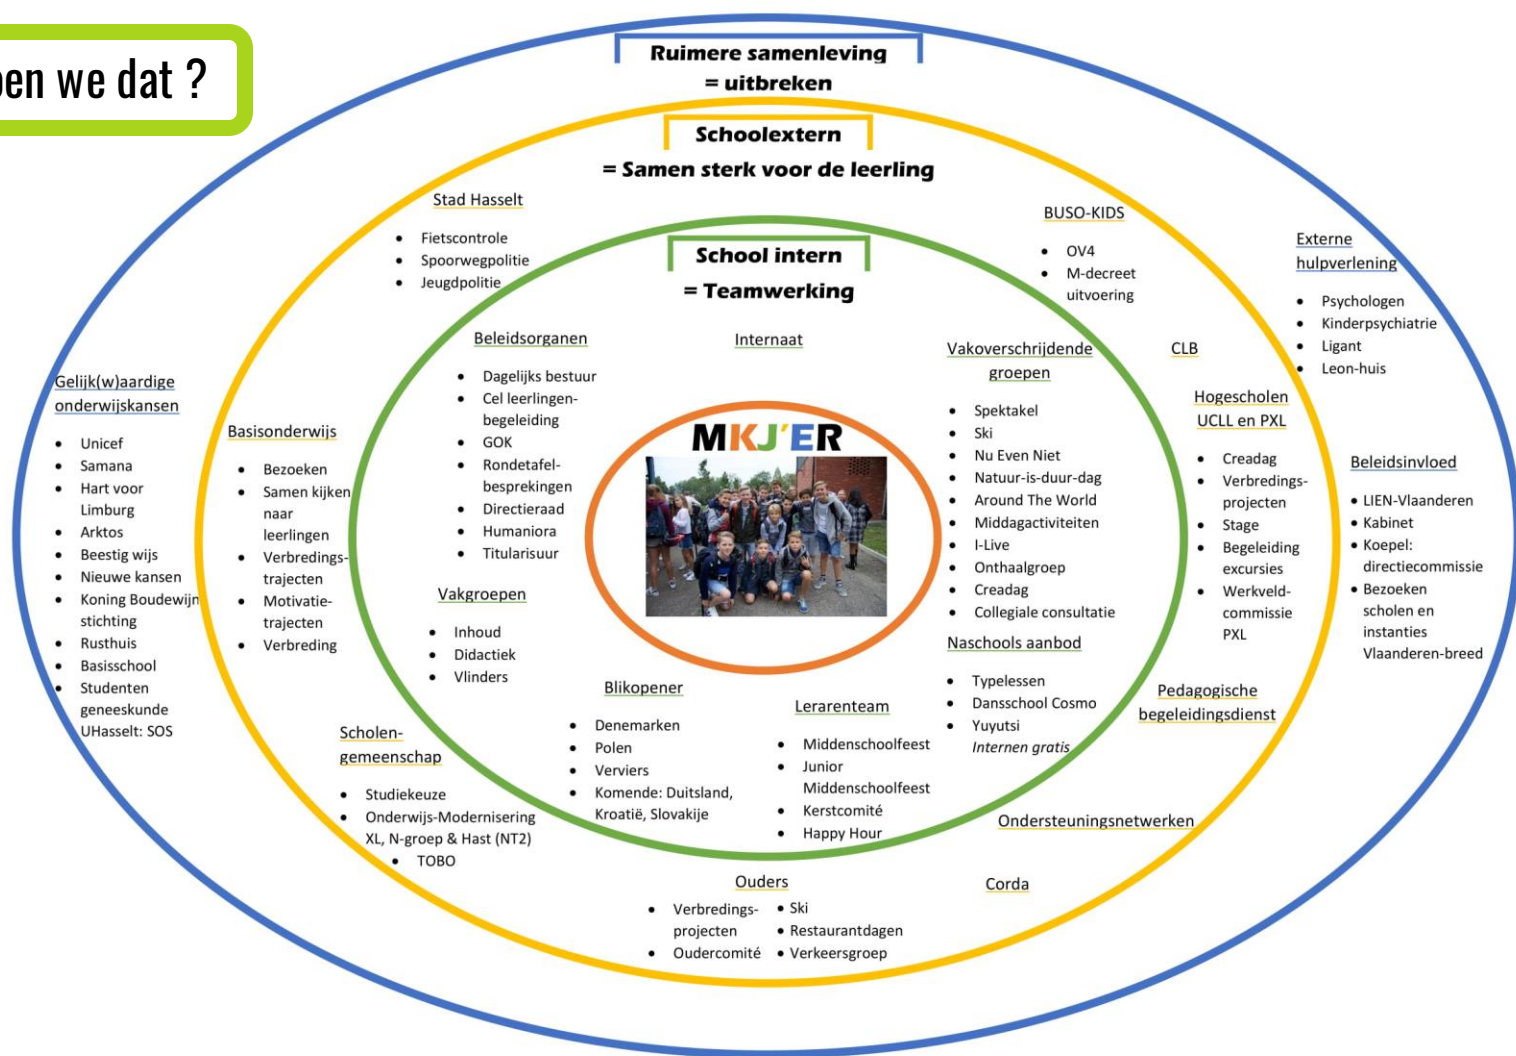 en we dat ?
Ruimere samenleving
= uitbreken
Schoolextern
= Samen sterk voor de leerling
School intern
= Teamwerking
Stad Hasselt
• Fietscontrole
• Spoorwegpolitie
• Jeugdpolitie
BUSO-KIDS
• OV4
• M-decreet
uitvoering
Externe
hulpverlening
• Psychologen
• Kinderpsychiatrie
• Ligant
• Leon-huis
Beleidsorganen
• Dagelijks bestuur
• Cel leerlingen-
begeleiding
• GOK
• Rondetafel-
besprekingen
• Directieraad
• Humaniora
• Titularisuur
Internaat
Vakoverschrijdende
groepen
• Spektakel
• Ski
• Nu Even Niet
• Natuur-is-duur-dag
• Around The World
• Middagactiviteiten
• I-Live
• Onthaalgroep
• Creadag
• Collegiale consultatie
CLB
Hogescholen
UCLL en PXL
• Creadag
• Verbredings-
projecten
• Stage
• Begeleiding
excursies
• Werkveld-
commissie
PXL
Gelijk(w)aardige
onderwijskansen
• Unicef
• Samana
• Hart voor
Limburg
• Arktos
• Beestig wijs
• Nieuwe kansen
• Koning Boudewijn
stichting
• Rusthuis
• Basisschool
• Studenten
geneeskunde
UHasselt: SOS
Basisonderwijs
• Bezoeken
• Samen kijken
naar
leerlingen
• Verbredings-
trajecten
• Motivatie-
trajecten
• Verbreding
MKJ'ER
Beleidsinvloed
• LIEN-Vlaanderen
• Kabinet
• Koepel:
directiecommissie
• Bezoeken
scholen en
instanties
Vlaanderen-breed
Vakgroepen
• Inhoud
• Didactiek
• Vlinders
Naschools aanbod
• Typelessen
• Dansschool Cosmo
• Yuyutsi
Internen gratis
Blikopener
• Denemarken
• Polen
• Verviers
• Komende: Duitsland,
Kroatië, Slovakije
Lerarenteam
• Middenschoolfeest
• Junior
Middenschoolfeest
• Kerstcomité
• Happy Hour
Pedagogische
begeleidingsdienst
Scholen-
gemeenschap
• Studiekeuze
• Onderwijs-Modernisering
XL, N-groep & Hast (NT2)
• TOBO
Ondersteuningsnetwerken
Ouders
• Verbredings-
projecten
• Oudercomité
• Ski
• Restaurantdagen
• Verkeersgroep
Corda